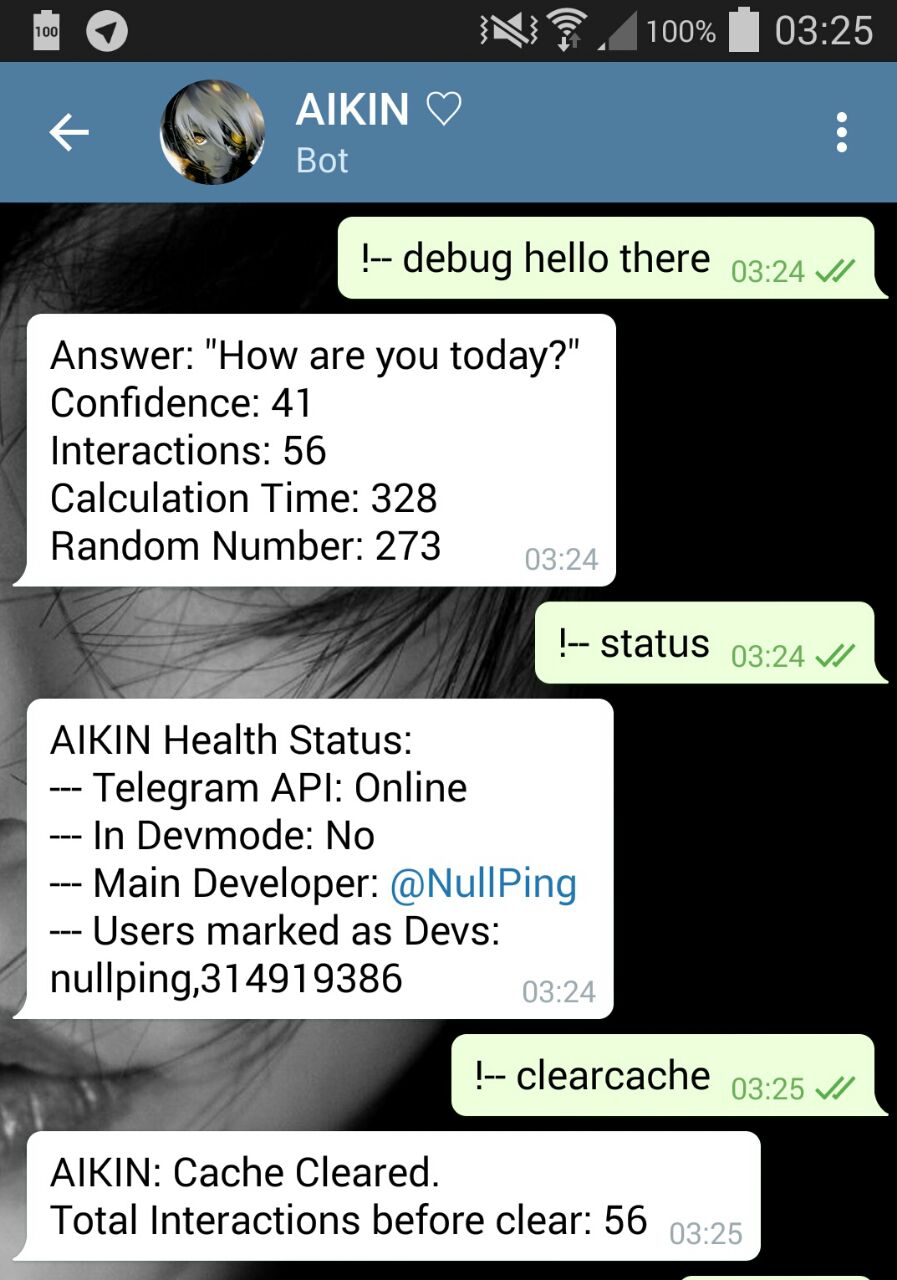 100
100%
03:25
AIKIN ♡
Bot
!-- debug hello there 03:24
Answer: "How are you today?"
Confidence: 41
Interactions: 56
Calculation Time: 328
Random Number: 273
03:24
!-- status 03:24
AIKIN Health Status:
--- Telegram API: Online
--- In Devmode: No
--- Main Developer: @NullPing
--- Users marked as Devs:
nullping,314919386
03:24
!-- clearcache 03:25
AIKIN: Cache Cleared.
Total Interactions before clear: 56 03:25